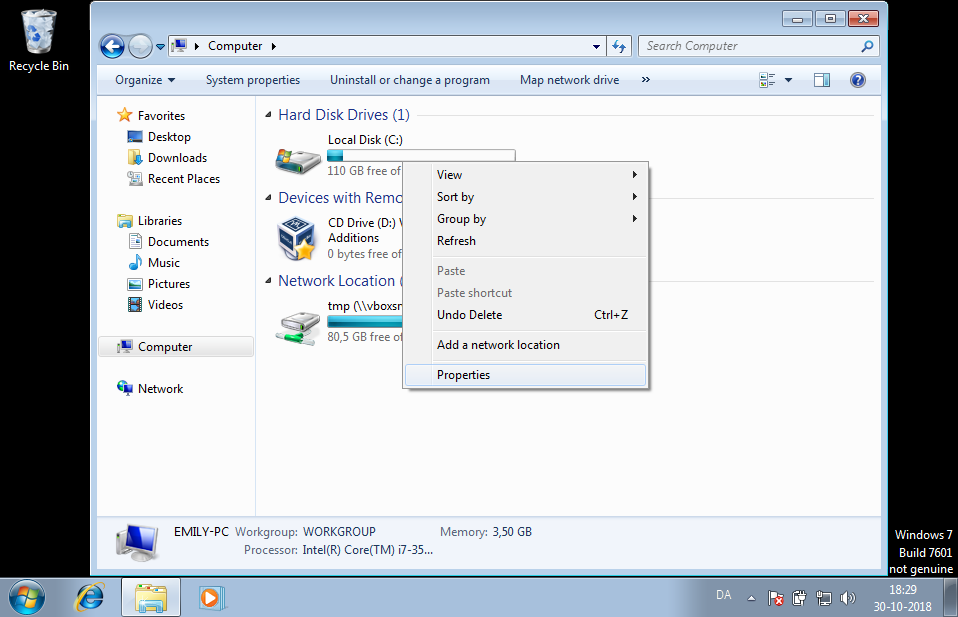 Recycle Bin
Computer
Search Computer
Organize
System properties
Uninstall or change a program
Map network drive
»
Favorites
Desktop
Downloads
Recent Places
Libraries
Documents
Music
Pictures
Videos
Computer
Network
Hard Disk Drives (1)
Local Disk (C:)
110 GB free of
Devices with Remo
CD Drive (D:)
Additions
0 bytes free of
Network Location (
tmp (\\vboxsr
80,5 GB free of
View
Sort by
Group by
Refresh
Paste
Paste shortcut
Undo Delete Ctrl+Z
Add a network location
Properties
EMILY-PC Workgroup: WORKGROUP Memory: 3,50 GB
Processor: Intel(R) Core(TM) i7-35...
Windows 7
Build 7601
not genuine
DA
18:29
30-10-2018